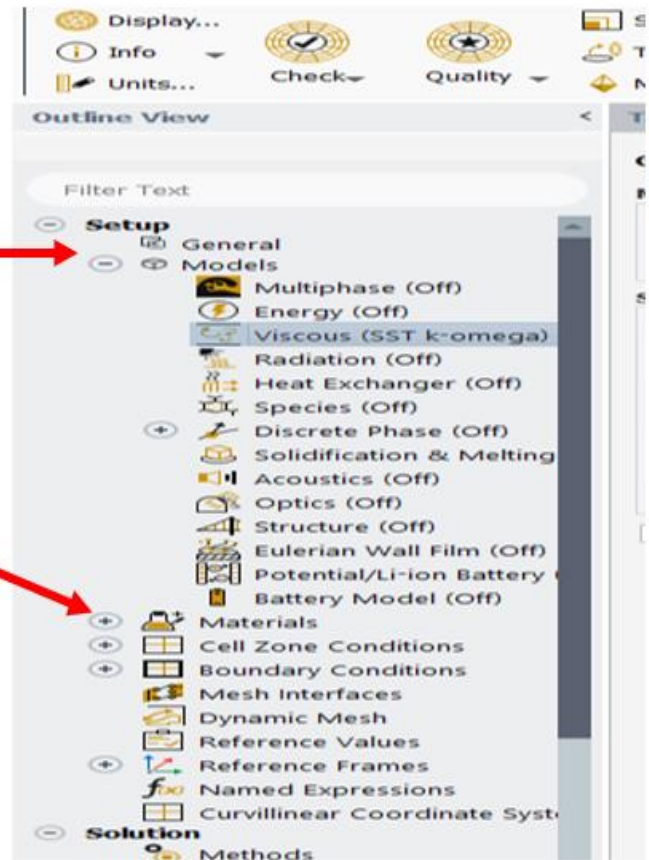 Display...
Info
Units...
Check
Quality
Outline View
<
Filter Text
Setup
General
Models
Multiphase (Off)
Energy (Off)
Viscous (SST k-omega)
Radiation (Off)
Heat Exchanger (Off)
Species (Off)
Discrete Phase (Off)
Solidification & Melting
Acoustics (Off)
Optics (Off)
Structure (Off)
Eulerian Wall Film (Off)
Potential/Li-ion Battery
Battery Model (Off)
Materials
Cell Zone Conditions
Boundary Conditions
Mesh Interfaces
Dynamic Mesh
Reference Values
Reference Frames
f(x) Named Expressions
Curvillinear Coordinate Syst
Solution
Methods